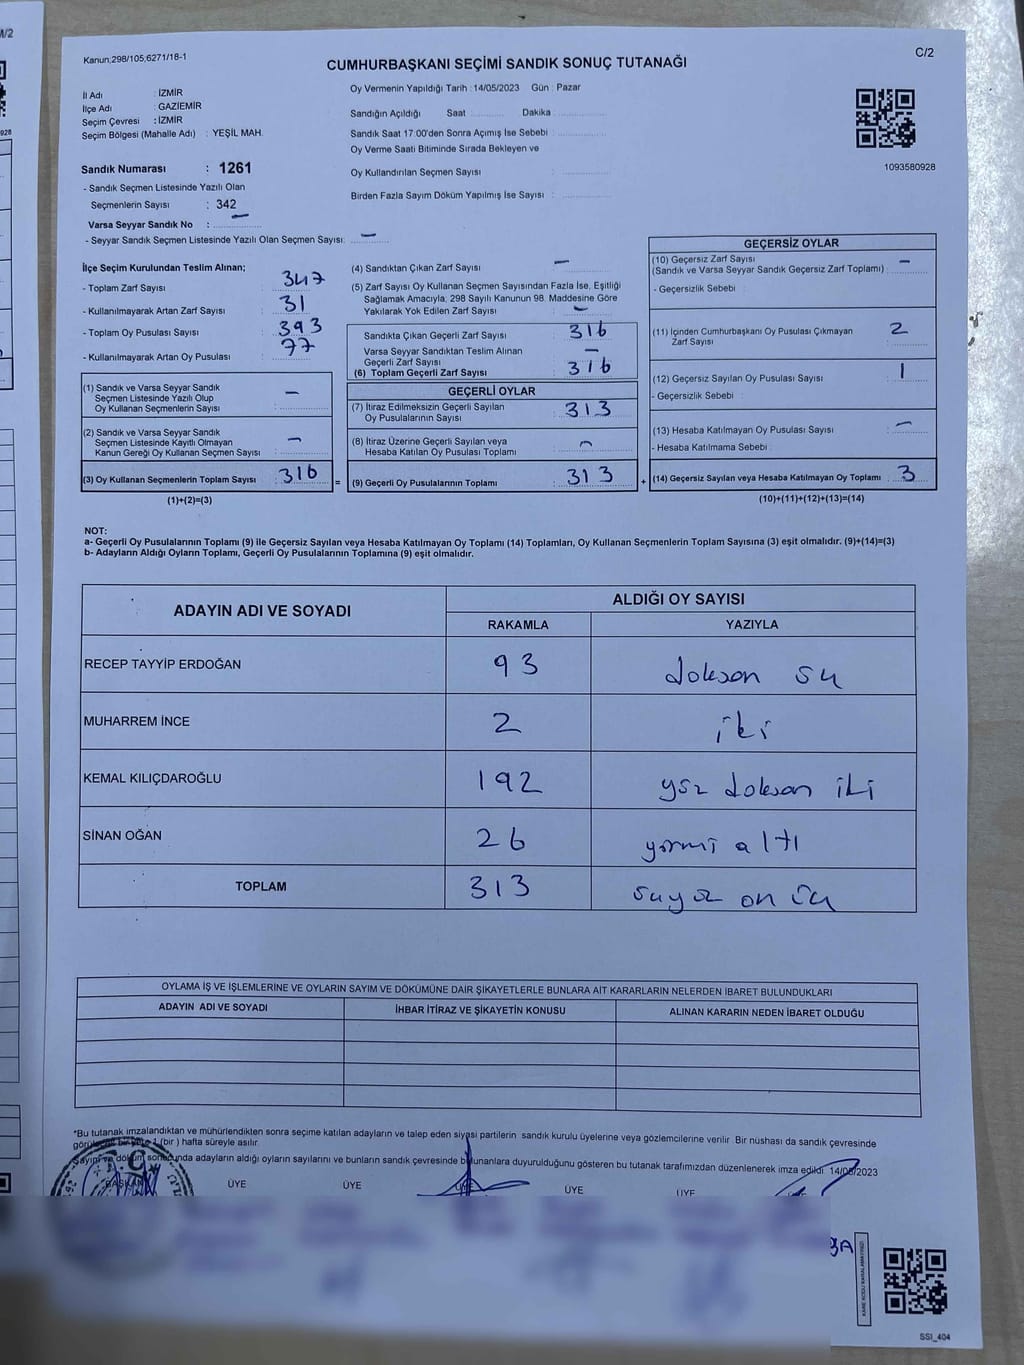 M/2
Kanun;298/105;6271/18-1
C/2
CUMHURBAŞKANI SEÇİMİ SANDIK SONUÇ TUTANAĞI
İl Adı : İZMİR
İlçe Adı : GAZİEMİR
Seçim Çevresi : İZMİR
Seçim Bölgesi (Mahalle Adı) : YEŞİL MAH.
Sandık Numarası : 1261
- Sandık Seçmen Listesinde Yazılı Olan
Seçmenlerin Sayısı : 342
Varsa Seyyar Sandık No : —
- Seyyar Sandık Seçmen Listesinde Yazılı Olan Seçmen Sayısı: —
Oy Vermenin Yapıldığı Tarih : 14/05/2023 Gün : Pazar
Sandığın Açıldığı Saat Dakika
Sandık Saat 17:00'den Sonra Açımış İse Sebebi :
Oy Verme Saati Bitiminde Sırada Bekleyen ve
Oy Kullandırılan Seçmen Sayısı :
Birden Fazla Sayım Döküm Yapılmış İse Sayısı :
1093580928
İlçe Seçim Kurulundan Teslim Alınan;
- Toplam Zarf Sayısı : 347
- Kullanılmayarak Artan Zarf Sayısı : 31
- Toplam Oy Pusulası Sayısı : 393
- Kullanılmayarak Artan Oy Pusulası : 77
(1) Sandık ve Varsa Seyyar Sandık
Seçmen Listesinde Yazılı Olup
Oy Kullanan Seçmenlerin Sayısı : —
(2) Sandık ve Varsa Seyyar Sandık
Seçmen Listesinde Kayıtlı Olmayan
Kanun Gereği Oy Kullanan Seçmen Sayısı : —
(3) Oy Kullanan Seçmenlerin Toplam Sayısı : 316
(1)+(2)=(3)
=
(4) Sandıktan Çıkan Zarf Sayısı : —
(5) Zarf Sayısı Oy Kullanan Seçmen Sayısından Fazla İse, Eşitliği
Sağlamak Amacıyla, 298 Sayılı Kanunun 98. Maddesine Göre
Yakılarak Yok Edilen Zarf Sayısı : —
Sandıkta Çıkan Geçerli Zarf Sayısı : 316
Varsa Seyyar Sandıktan Teslim Alınan
Geçerli Zarf Sayısı : —
(6) Toplam Geçerli Zarf Sayısı : 316
GEÇERLİ OYLAR
(7) İtiraz Edilmeksizin Geçerli Sayılan
Oy Pusulalarının Sayısı : 313
(8) İtiraz Üzerine Geçerli Sayılan veya
Hesaba Katılan Oy Pusulası Toplamı : —
(9) Geçerli Oy Pusulalarının Toplamı : 313
+
GEÇERSİZ OYLAR
(10) Geçersiz Zarf Sayısı
(Sandık ve Varsa Seyyar Sandık Geçersiz Zarf Toplamı) : —
- Geçersizlik Sebebi :
(11) İçinden Cumhurbaşkanı Oy Pusulası Çıkmayan
Zarf Sayısı : 2
(12) Geçersiz Sayılan Oy Pusulası Sayısı : 1
- Geçersizlik Sebebi :
(13) Hesaba Katılmayan Oy Pusulası Sayısı : —
- Hesaba Katılmama Sebebi :
(14) Geçersiz Sayılan veya Hesaba Katılmayan Oy Toplamı : 3
(10)+(11)+(12)+(13)=(14)
NOT:
a- Geçerli Oy Pusulalarının Toplamı (9) ile Geçersiz Sayılan veya Hesaba Katılmayan Oy Toplamı (14) Toplamları, Oy Kullanan Seçmenlerin Toplam Sayısına (3) eşit olmalıdır. (9)+(14)=(3)
b- Adayların Aldığı Oyların Toplamı, Geçerli Oy Pusulalarının Toplamına (9) eşit olmalıdır.
ADAYIN ADI VE SOYADI ALDIĞI OY SAYISI
RAKAMLA YAZIYLA
RECEP TAYYİP ERDOĞAN 93 doksan üç
MUHARREM İNCE 2 iki
KEMAL KILIÇDAROĞLU 192 yüz doksan iki
SİNAN OĞAN 26 yirmi altı
TOPLAM 313 üçyüz on üç
OYLAMA İŞ VE İŞLEMLERİNE VE OYLARIN SAYIM VE DÖKÜMÜNE DAİR ŞİKAYETLERLE BUNLARA AİT KARARLARIN NELERDEN İBARET BULUNDUKLARI
ADAYIN ADI VE SOYADI İHBAR İTİRAZ VE ŞİKAYETİN KONUSU ALINAN KARARIN NEDEN İBARET OLDUĞU
*Bu tutanak imzalandıktan ve mühürlendikten sonra seçime katılan adayların ve talep eden siyasi partilerin sandık kurulu üyelerine veya gözlemcilerine verilir. Bir nüshası da sandık çevresinde
görülecek bir yere 1 (bir) hafta süreyle asılır.
Sayım ve döküm sonucunda adayların aldığı oyların sayılarını ve bunların sandık çevresinde bulunanlara duyurulduğunu gösteren bu tutanak tarafımızdan düzenlenerek imza edildi. 14/05/2023
BAŞKAN ÜYE ÜYE ÜYE ÜYE ÜYE
T.C.
KARE KODU KARALAMAYINIZ!
SSI_404